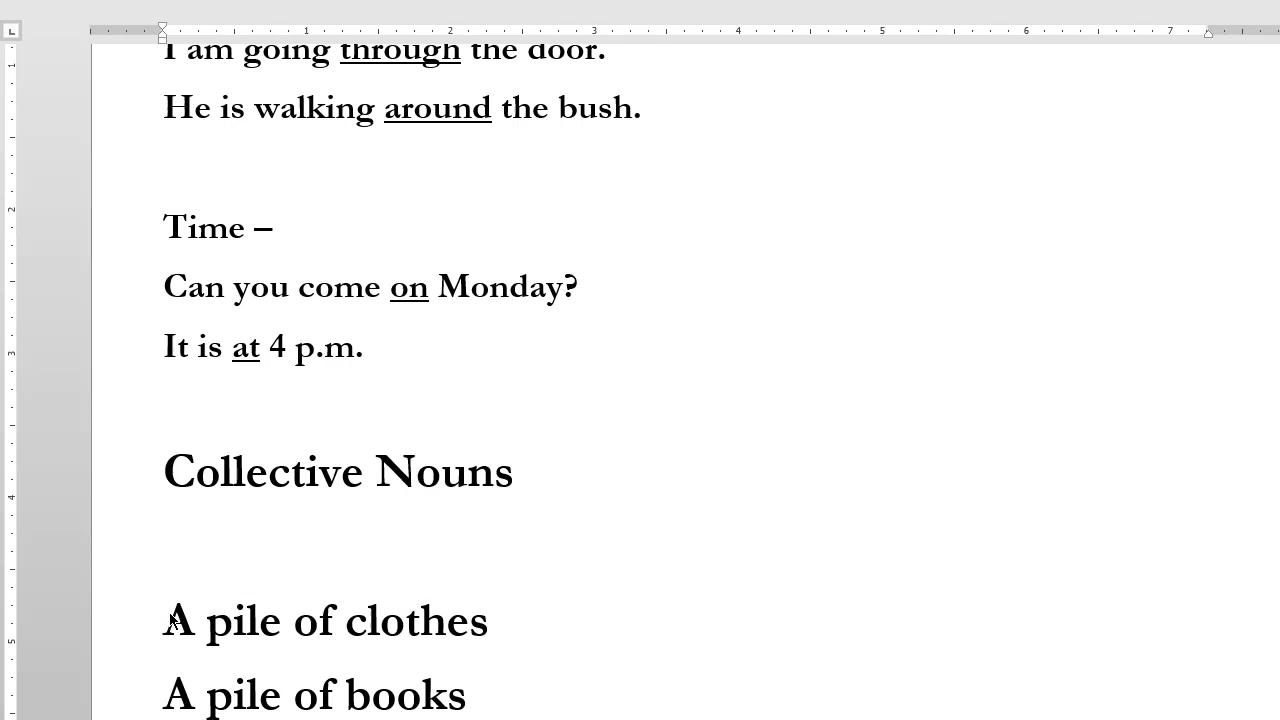 I am going through the door.
He is walking around the bush.
Time –
Can you come on Monday?
It is at 4 p.m.
Collective Nouns
A pile of clothes
A pile of books